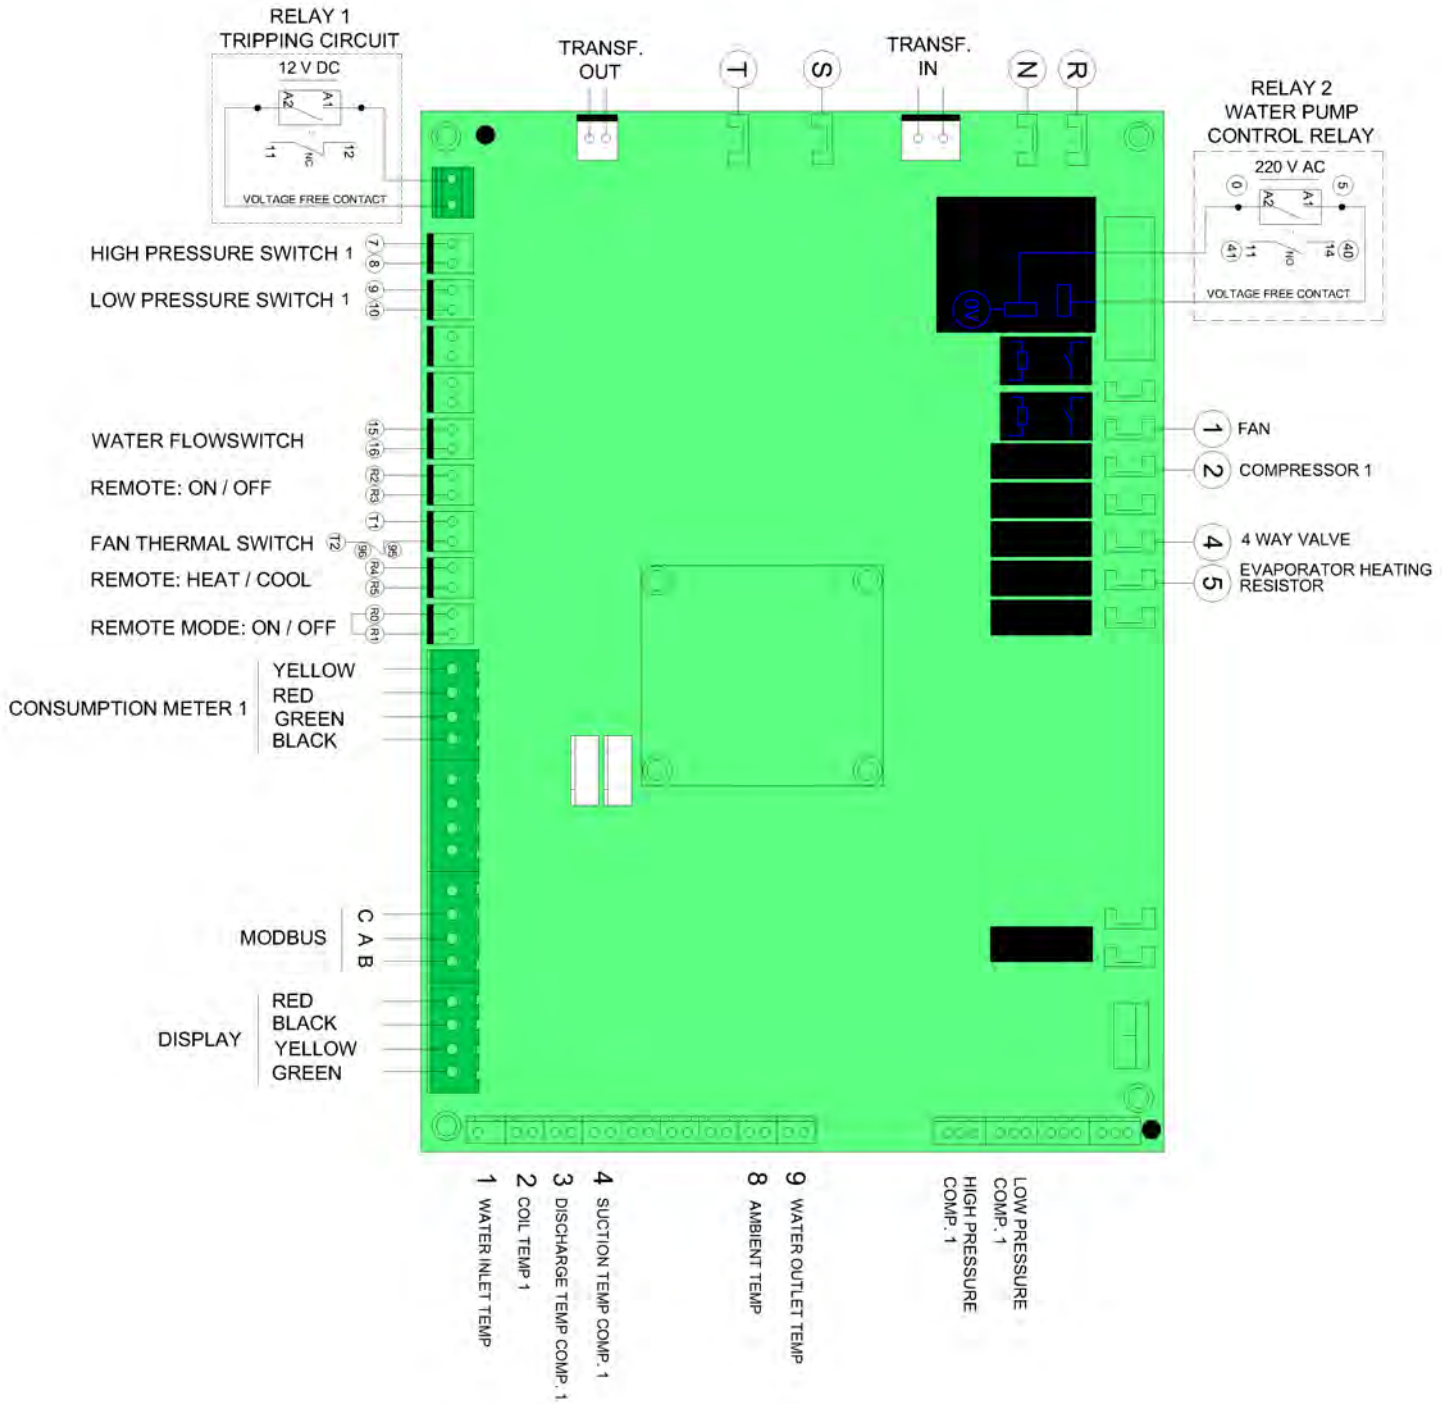 RELAY 1
TRIPPING CIRCUIT
12 V DC
A2
A1
11
NC
12
VOLTAGE FREE CONTACT
TRANSF.
OUT
T
S
TRANSF.
IN
N
R
RELAY 2
WATER PUMP
CONTROL RELAY
220 V AC
0
A2
A1
5
41
11
NO
14
40
VOLTAGE FREE CONTACT
0V
HIGH PRESSURE SWITCH 1
7
8
LOW PRESSURE SWITCH 1
9
10
WATER FLOWSWITCH
15
16
REMOTE: ON / OFF
R2
R3
FAN THERMAL SWITCH
T1
T2
96
95
REMOTE: HEAT / COOL
R4
R5
REMOTE MODE: ON / OFF
R0
R1
1 FAN
2 COMPRESSOR 1
4 4 WAY VALVE
5 EVAPORATOR HEATING
RESISTOR
CONSUMPTION METER 1
YELLOW
RED
GREEN
BLACK
MODBUS
C
A
B
DISPLAY
RED
BLACK
YELLOW
GREEN
1 WATER INLET TEMP
2 COIL TEMP 1
3 DISCHARGE TEMP COMP. 1
4 SUCTION TEMP COMP. 1
8 AMBIENT TEMP
9 WATER OUTLET TEMP
HIGH PRESSURE
COMP. 1
LOW PRESSURE
COMP. 1